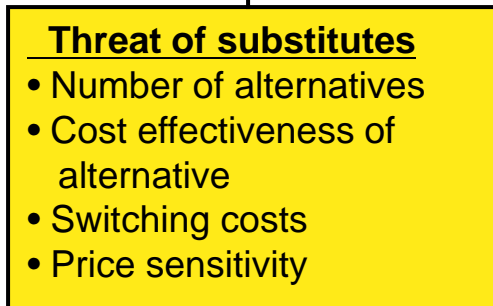 Threat of substitutes
• Number of alternatives
• Cost effectiveness of
alternative
• Switching costs
• Price sensitivity